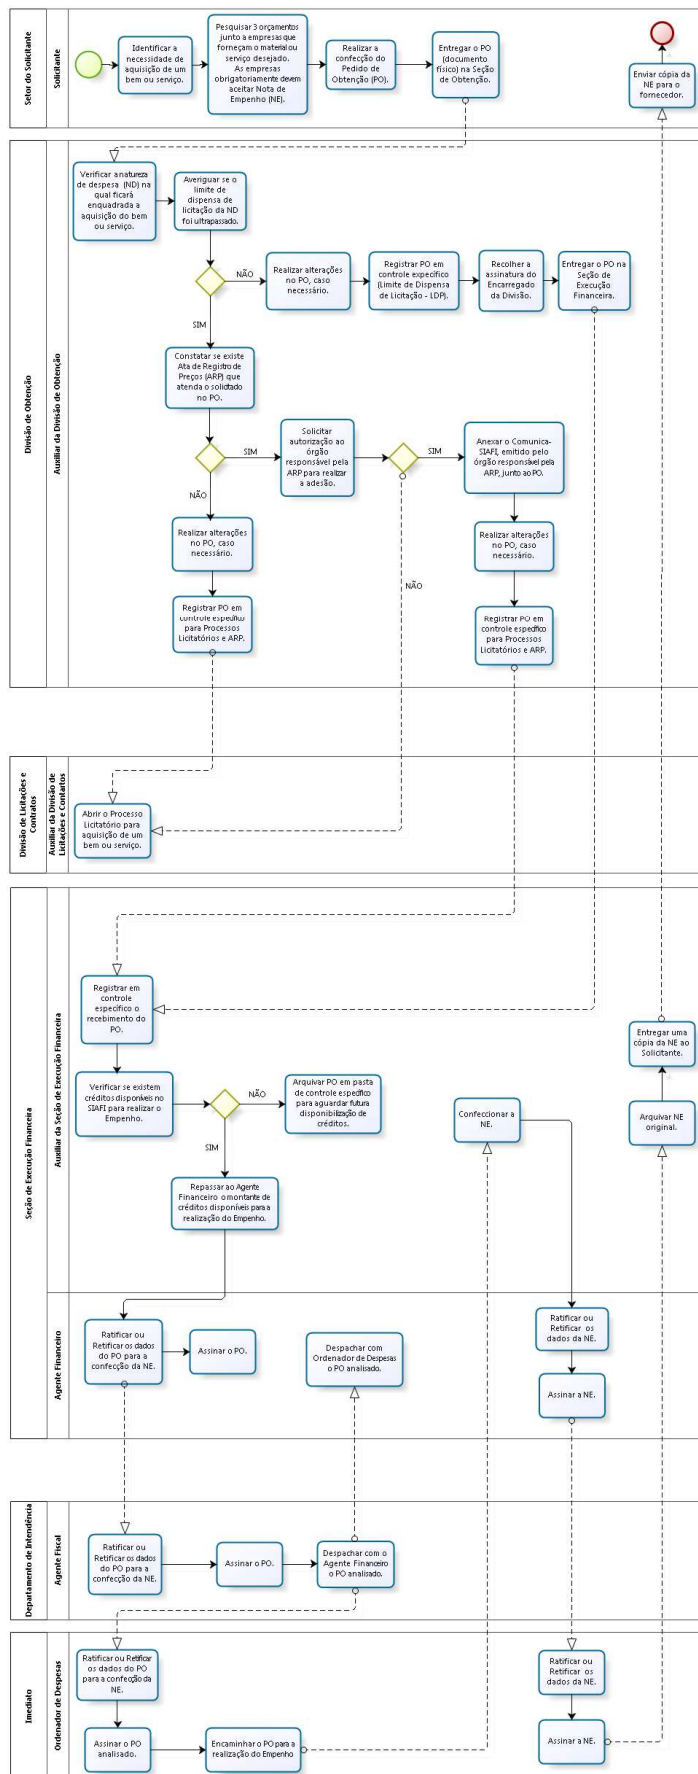 Setor do Solicitante
Solicitante
Identificar a
necessidade de
aquisição de um
bem ou serviço.
Pesquisar 3 orçamentos
junto a empresas que
forneçam o material ou
serviço desejado.
As empresas
obrigatoriamente devem
aceitar Nota de
Empenho (NE).
Realizar a
confecção do
Pedido de
Obtenção (PO).
Entregar o PO
(documento
físico) na Seção
de Obtenção.
Enviar cópia da
NE para o
fornecedor.
Divisão de Obtenção
Auxiliar da Divisão de Obtenção
Verificar a natureza
de despesa (ND) na
qual ficará
enquadrada a
aquisição do bem
ou serviço.
Averiguar se o
limite de
dispensa de
licitação da ND
foi ultrapassado.
NÃO
Realizar alterações
no PO, caso
necessário.
Registrar PO em
controle expecífico
(Limite de Dispensa
de Licitação - LDP).
Recolher a
assinatura do
Encarregado da
Divisão.
Entregar o PO na
Seção de
Execução
Financeira.
SIM
Constatar se existe
Ata de Registro de
Preços (ARP) que
atenda o solicitado
no PO.
SIM
Solicitar
autorização ao
órgão
responsável pela
ARP para realizar
a adesão.
SIM
Anexar o Comunica-
SIAFI, emitido pelo
órgão responsável pela
ARP, junto ao PO.
NÃO
Realizar alterações
no PO, caso
necessário.
Realizar alterações
no PO, caso
necessário.
NÃO
Registrar PO em
controle específico
para Processos
Licitatórios e ARP.
Registrar PO em
controle específico
para Processos
Licitatórios e ARP.
Divisão de Licitações e
Contratos
Auxiliar da Divisão de
Licitações e Contartos
Abrir o Processo
Licitatório para
aquisição de um
bem ou serviço.
Seção de Execução Financeira
Auxiliar da Seção de Execução Financeira
Registrar em
controle
específico o
recebimento do
PO.
Entregar uma
cópia da NE ao
Solicitante.
Verificar se existem
créditos disponíveis no
SIAFI para realizar o
Empenho.
NÃO
Arquivar PO em pasta
de controle específico
para aguardar futura
disponibilização de
créditos.
Confeccionar a
NE.
Arquivar NE
original.
SIM
Repassar ao Agente
Financeiro o montante de
créditos disponíveis para a
realização do Empenho.
Agente Financeiro
Ratificar ou
Retificar os dados
do PO para a
confecção da NE.
Assinar o PO.
Despachar com
Ordenador de Despesas
o PO analisado.
Ratificar ou
Retificar os
dados da NE.
Assinar a NE.
Departamento de Intendência
Agente Fiscal
Ratificar ou
Retificar os dados
do PO para a
confecção da NE.
Assinar o PO.
Despachar com o
Agente Financeiro
o PO analisado.
Imediato
Ordenador de Despesas
Ratificar ou Retificar
os dados do PO
para a confecção da
NE.
Ratificar ou
Retificar os
dados da NE.
Assinar o PO
analisado.
Encaminhar o PO para a
realização do Empenho
Assinar a NE.